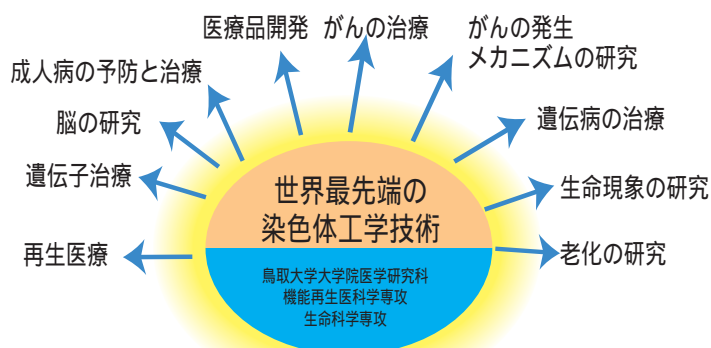 医療品開発
がんの治療
がんの発生
メカニズムの研究
成人病の予防と治療
脳の研究
遺伝病の治療
遺伝子治療
生命現象の研究
再生医療
老化の研究
世界最先端の
染色体工学技術
鳥取大学大学院医学研究科
機能再生医科学専攻
生命科学専攻